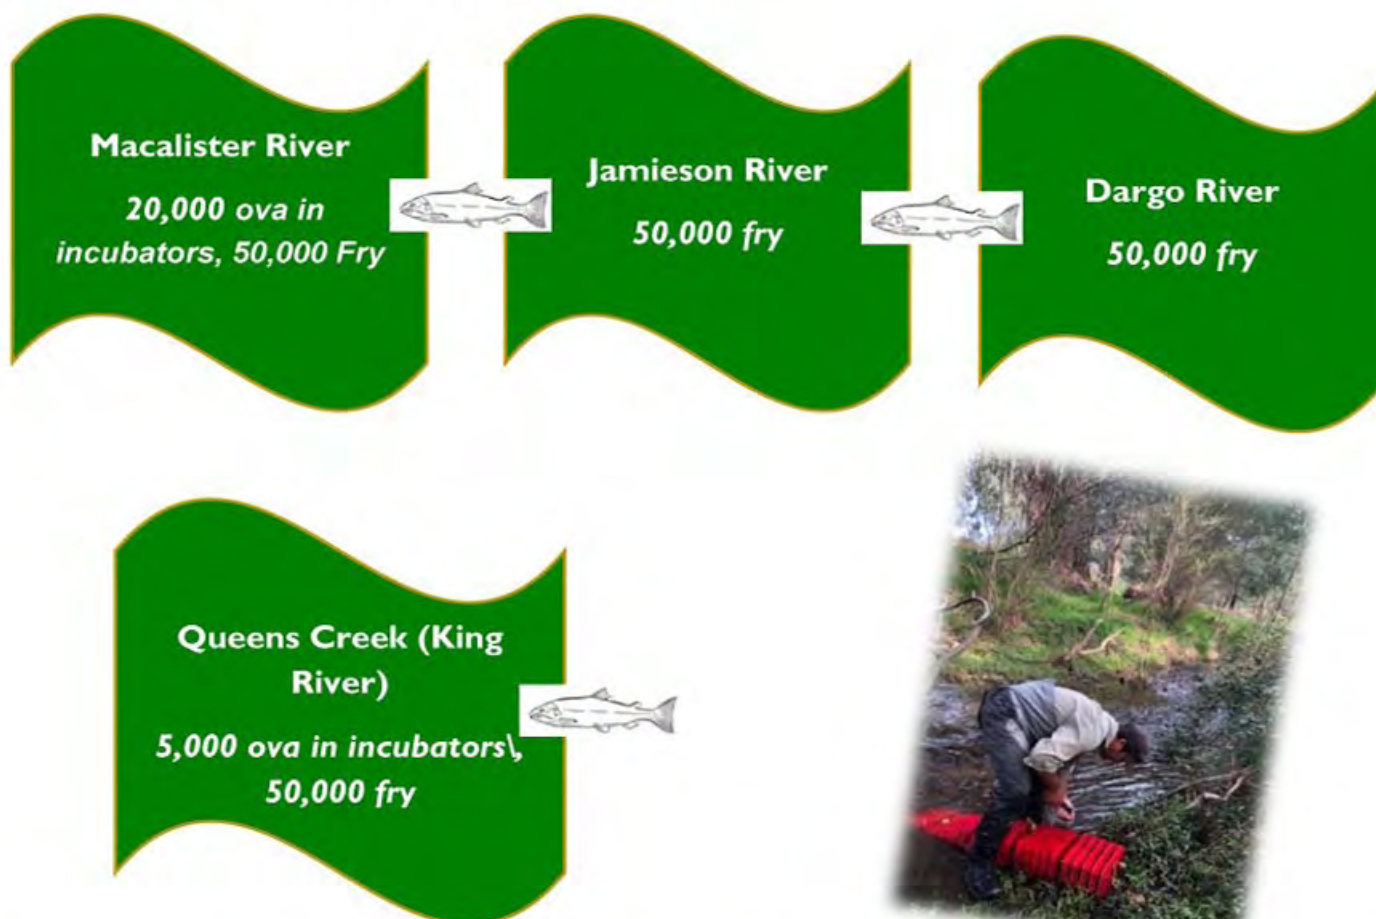 Macalister River
20,000 ova in
incubators, 50,000 Fry
Jamieson River
50,000 fry
Dargo River
50,000 fry
Queens Creek (King
River)
5,000 ova in incubators\,
50,000 fry